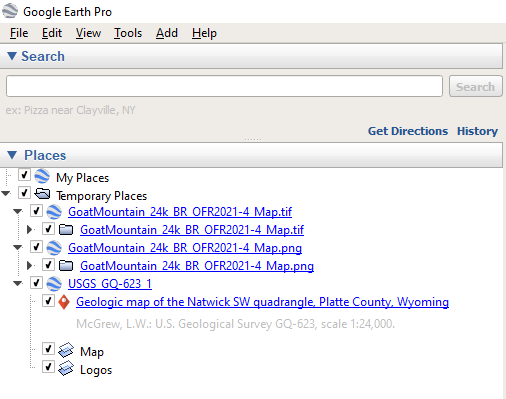 Google Earth Pro
File Edit View Tools Add Help
Search
Search
ex: Pizza near Clayville, NY
Get Directions History
Places
My Places
Temporary Places
GoatMountain_24k_BR_OFR2021-4_Map.tif
GoatMountain_24k_BR_OFR2021-4_Map.tif
GoatMountain_24k_BR_OFR2021-4_Map.png
GoatMountain_24k_BR_OFR2021-4_Map.png
USGS_GQ-623_1
Geologic map of the Natwick SW quadrangle, Platte County, Wyoming
McGrew, L.W.: U.S. Geological Survey GQ-623, scale 1:24,000.
Map
Logos